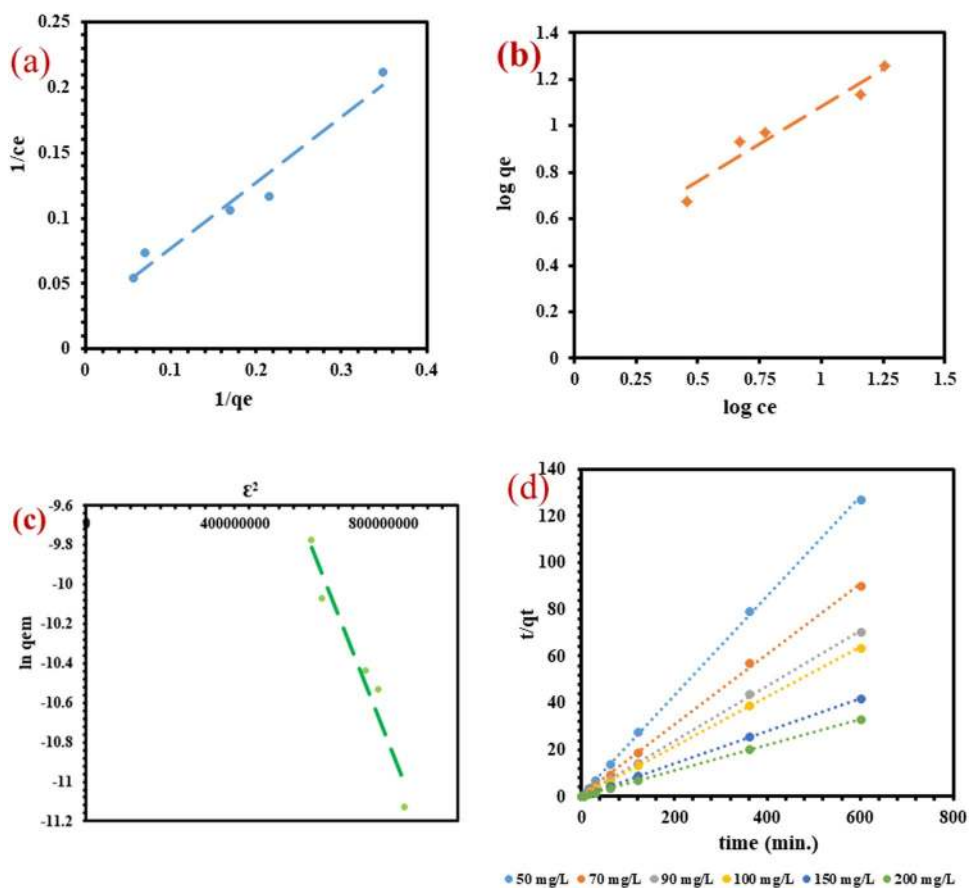 (a)
0.25
0.2
0.15
0.1
0.05
0
0 0.1 0.2 0.3 0.4
1/ce
1/qe
(b)
1.4
1.2
1
0.8
0.6
0.4
0.2
0
0 0.25 0.5 0.75 1 1.25 1.5
log qe
log ce
(c)
ε²
0 400000000 800000000
-9.6
-9.8
-10
-10.2
-10.4
-10.6
-10.8
-11
-11.2
ln qem
(d)
140
120
100
80
60
40
20
0
0 200 400 600 800
t/qt
time (min.)
50 mg/L 70 mg/L 90 mg/L 100 mg/L 150 mg/L 200 mg/L